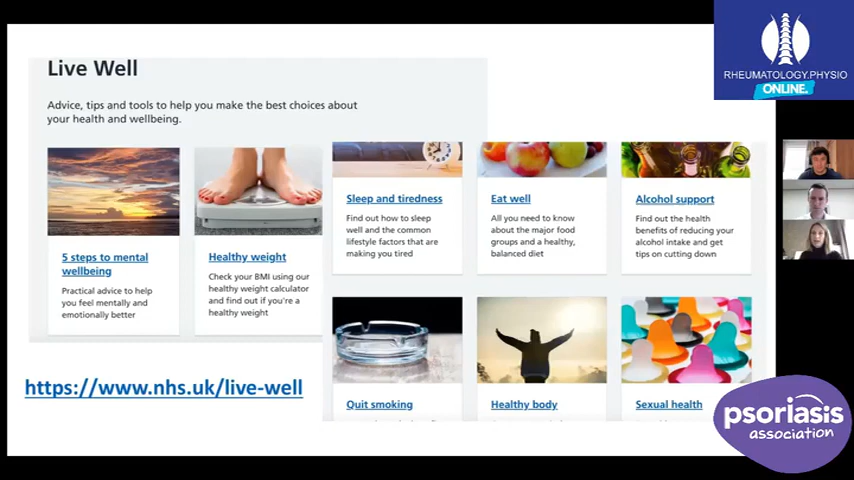 Live Well
Advice, tips and tools to help you make the best choices about
your health and wellbeing.
5 steps to mental
wellbeing
Practical advice to help
you feel mentally and
emotionally better
Healthy weight
Check your BMI using our
healthy weight calculator
and find out if you're a
healthy weight
Sleep and tiredness
Find out how to sleep
well and the common
lifestyle factors that are
making you tired
Eat well
All you need to know
about the major food
groups and a healthy,
balanced diet
Alcohol support
Find out the health
benefits of reducing your
alcohol intake and get
tips on cutting down
Quit smoking
Healthy body
Sexual health
https://www.nhs.uk/live-well
RHEUMATOLOGY.PHYSIO
ONLINE.
psoriasis
association